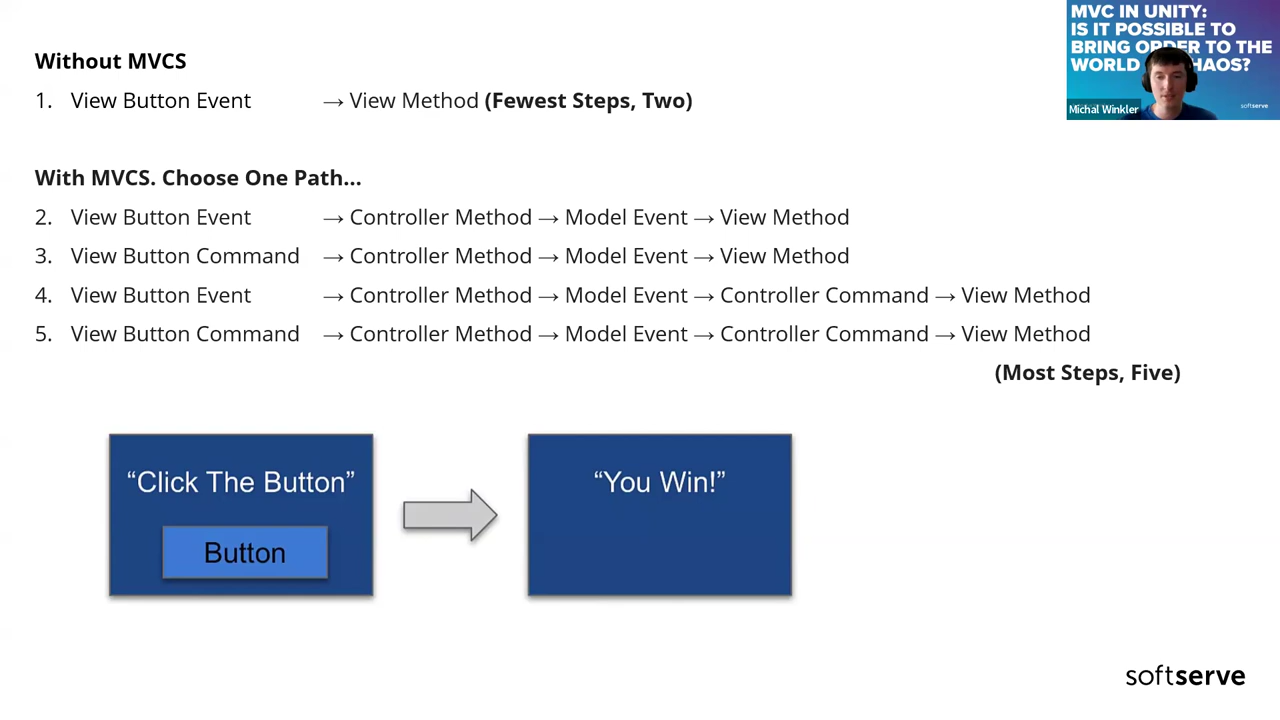 Without MVCS
1. View Button Event → View Method (Fewest Steps, Two)
With MVCS. Choose One Path...
2. View Button Event → Controller Method → Model Event → View Method
3. View Button Command → Controller Method → Model Event → View Method
4. View Button Event → Controller Method → Model Event → Controller Command → View Method
5. View Button Command → Controller Method → Model Event → Controller Command → View Method
(Most Steps, Five)
“Click The Button”
Button
“You Win!”
softserve
MVC IN UNITY:
IS IT POSSIBLE TO
BRING ORDER TO THE
WORLD HAOS?
Michal Winkler
softserve